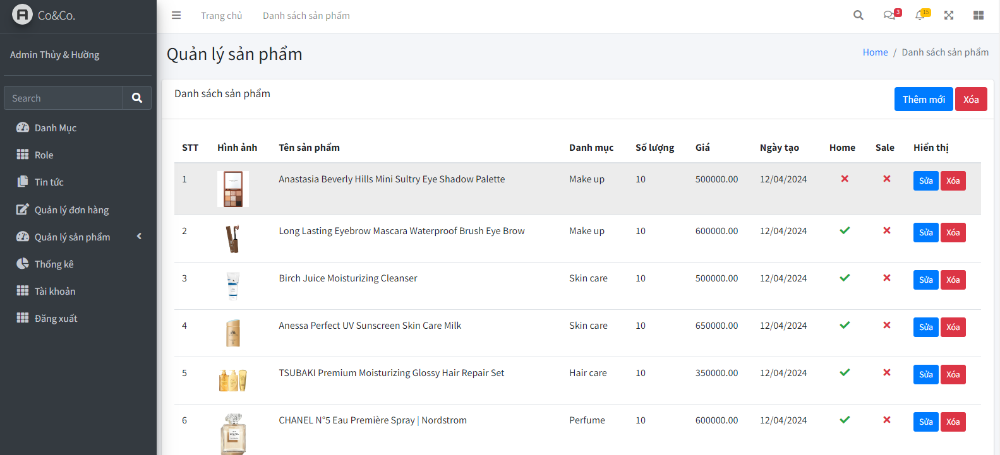 Co&Co.
Trang chủ
Danh sách sản phẩm
3
15
Admin Thủy & Hường
Search
Danh Mục
Role
Tin tức
Quản lý đơn hàng
Quản lý sản phẩm
Thống kê
Tài khoản
Đăng xuất
Quản lý sản phẩm
Home / Danh sách sản phẩm
Danh sách sản phẩm
Thêm mới Xóa
STT Hình ảnh Tên sản phẩm Danh mục Số lượng Giá Ngày tạo Home Sale Hiển thị
1 Anastasia Beverly Hills Mini Sultry Eye Shadow Palette Make up 10 500000.00 12/04/2024 Sửa Xóa
2 Long Lasting Eyebrow Mascara Waterproof Brush Eye Brow Make up 10 600000.00 12/04/2024 Sửa Xóa
3 Birch Juice Moisturizing Cleanser Skin care 10 500000.00 12/04/2024 Sửa Xóa
4 Anessa Perfect UV Sunscreen Skin Care Milk Skin care 10 650000.00 12/04/2024 Sửa Xóa
5 TSUBAKI Premium Moisturizing Glossy Hair Repair Set Hair care 10 350000.00 12/04/2024 Sửa Xóa
6 CHANEL N°5 Eau Première Spray | Nordstrom Perfume 10 600000.00 12/04/2024 Sửa Xóa